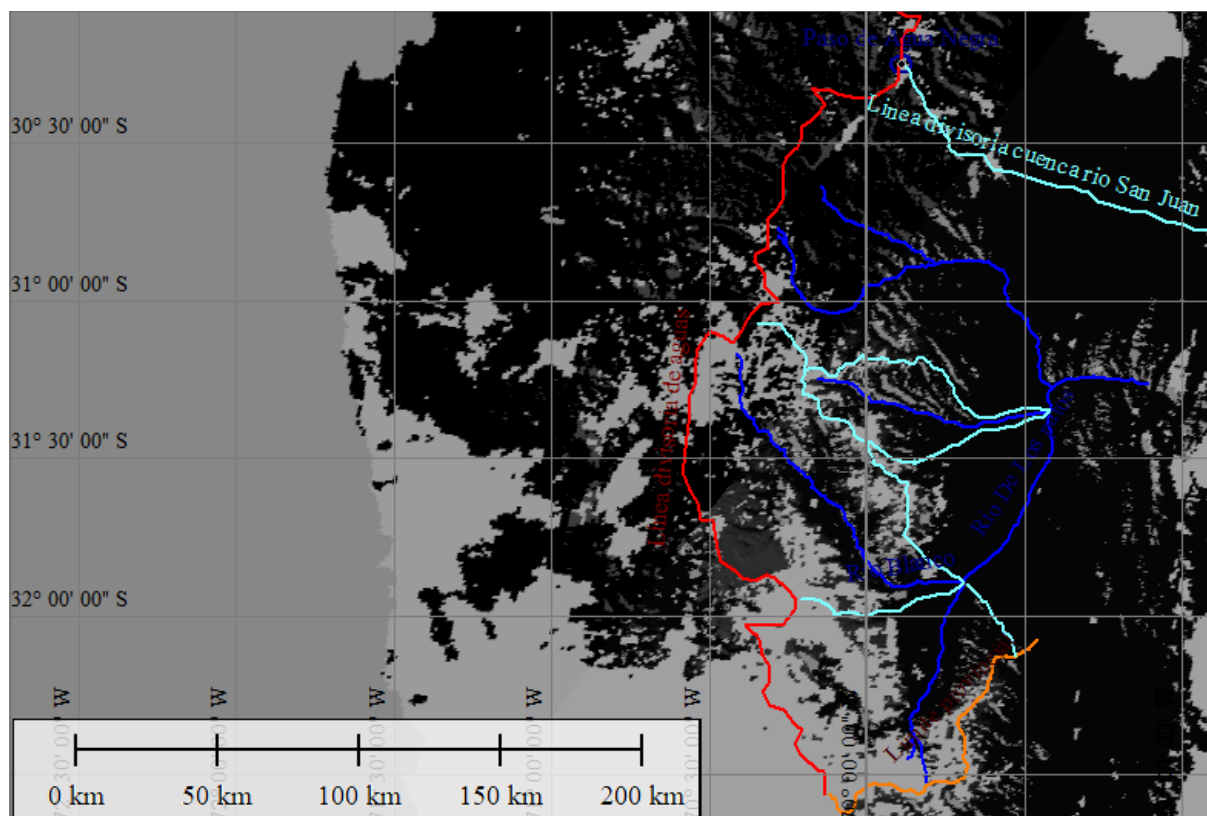 Paso de Agua Negra
Linea divisoria cuenca rio San Juan
30° 30' 00" S
31° 00' 00" S
Linea divisoria de aguas
31° 30' 00" S
Rio De Los
Rio Blanco
32° 00' 00" S
0 km
50 km
100 km
150 km
200 km